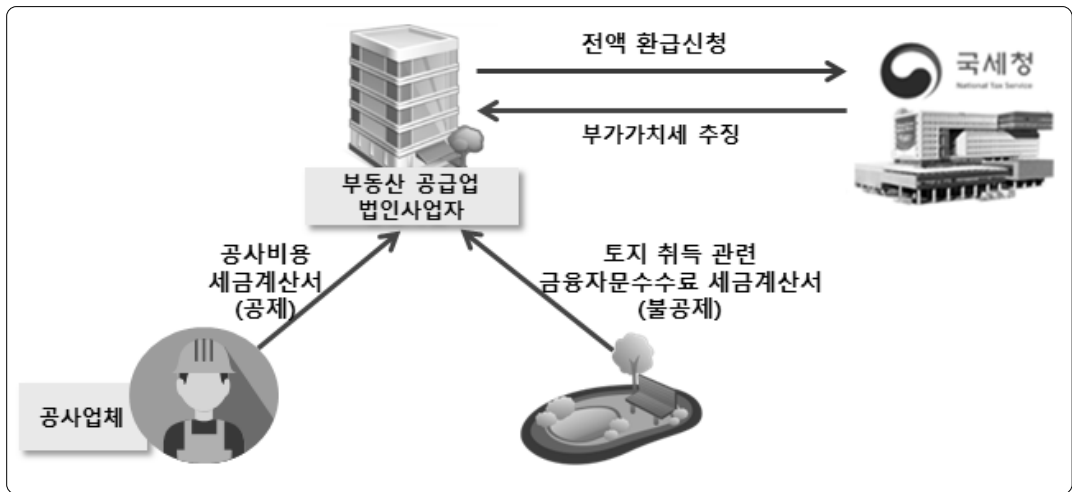 전액 환급신청
국세청
National Tax Service
부가가치세 추징
부동산 공급업
법인사업자
공사비용
세금계산서
(공제)
토지 취득 관련
금융자문수수료 세금계산서
(불공제)
공사업체